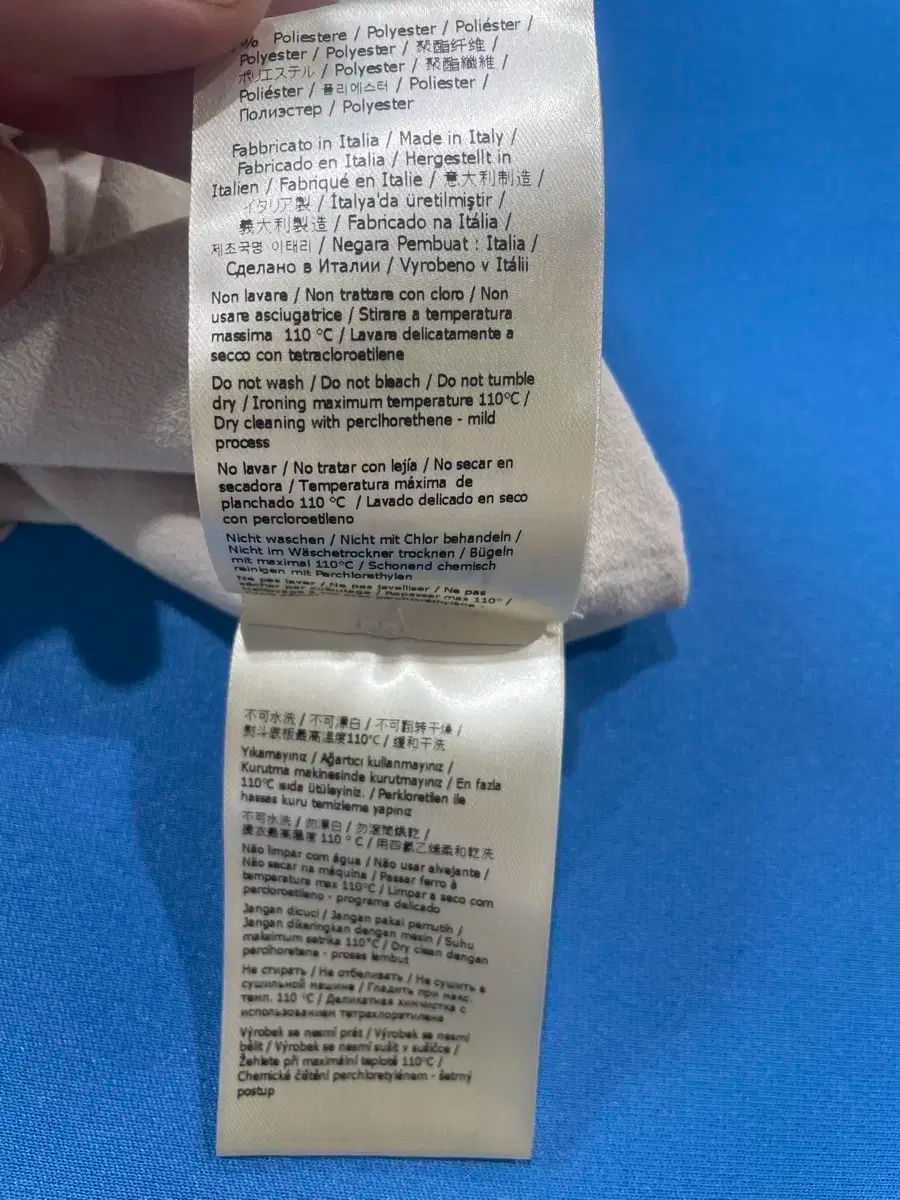 % Poliestere / Polyester / Poliéster /
Polyester / Polyester / 聚酯纤维 /
ポリエステル / Polyester / 聚酯纖維 /
Poliéster / 폴리에스터 / Poliester /
Полиэстер / Polyester
Fabbricato in Italia / Made in Italy /
Fabricado en Italia / Hergestellt in
Italien / Fabriqué en Italie / 意大利制造 /
イタリア製 / Italya'da üretilmiştir /
義大利製造 / Fabricado na Itália /
제조국명 이태리 / Negara Pembuat : Italia /
Сделано в Италии / Vyrobeno v Itálii
Non lavare / Non trattare con cloro / Non
usare asciugatrice / Stirare a temperatura
massima 110 °C / Lavare delicatamente a
secco con tetracloroetilene
Do not wash / Do not bleach / Do not tumble
dry / Ironing maximum temperature 110°C /
Dry cleaning with perclhorethene - mild
process
No lavar / No tratar con lejía / No secar en
secadora / Temperatura máxima de
planchado 110 °C / Lavado delicado en seco
con percloroetileno
Nicht waschen / Nicht mit Chlor behandeln /
Nicht im Wäschetrockner trocknen / Bügeln
mit maximal 110°C / Schonend chemisch
reinigen mit Perchlorethylen
Ne pas laver / Ne pas javelliser / Ne pas
sécher par culbutage / Repasser max 110° /
不可水洗 / 不可漂白 / 不可翻转干燥 /
熨斗底板最高温度110°C / 缓和干洗
Yıkamayınız / Ağartıcı kullanmayınız /
Kurutma makinesinde kurutmayınız / En fazla
110°C ısıda ütüleyiniz. / Perkloretilen ile
hassas kuru temizleme yapınız
不可水洗 / 勿漂白 / 勿滾筒烘乾 /
燙衣最高溫度 110 ° C / 用四氯乙烯柔和乾洗
Não limpar com água / Não usar alvejante /
Não secar na máquina / Passar ferro à
temperatura max 110°C / Limpar a seco com
percloroetileno - programa delicado
Jangan dicuci / Jangan pakai pemutih /
Jangan dikeringkan dengan mesin / Suhu
maksimum setrika 110°C / Dry clean dengan
perclhoretene - proses lembut
Не стирать / Не отбеливать / Не сушить в
сушильной машине / Гладить при макс.
темп. 110 °C / Деликатная химчистка с
использованием тетрахлорэтилена
Výrobek se nesmí prát / Výrobek se nesmí
bělit / Výrobek se nesmí sušit v sušičce /
Žehlete při maximální teplotě 110°C /
Chemické čištění perchloretylénem - šetrný
postup